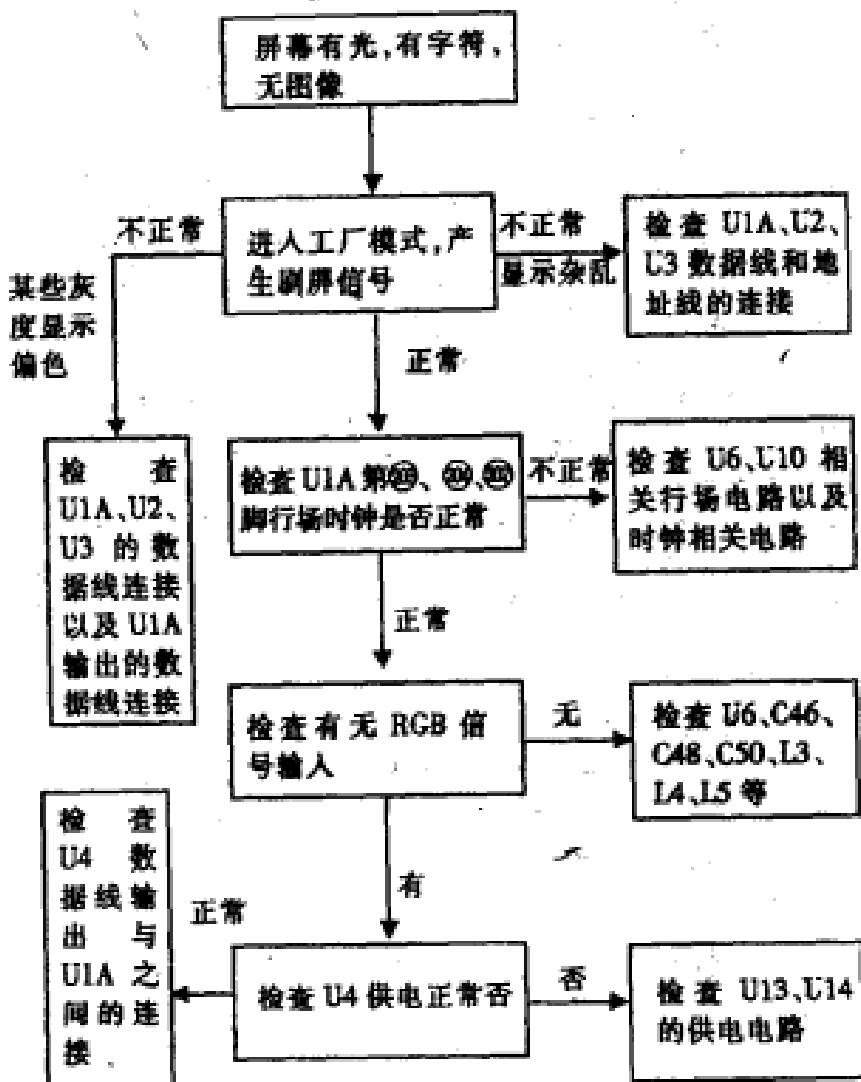 屏幕有光,有字符,
无图像
不正常
进入工厂模式,产
生刷屏信号
不正常
显示杂乱
检查 U1A、U2、
U3 数据线和地
址线的连接
某些灰
度显示
偏色
正常
检查
U1A、U2、
U3 的数
据线连接
以及 U1A
输出的数
据线连接
检查 U1A 第
脚行场时钟是否正常
不正常
检查 U6、U10 相
关行场电路以及
时钟相关电路
正常
检查有无 RGB 信
号输入
无
检查 U6、C46、
C48、C50、L3、
L4、L5 等
有
检查
U4 数
据线输
出与
U1A 之
间的连
接
正常
检查 U4 供电正常否
否
检查 U13、U14
的供电电路